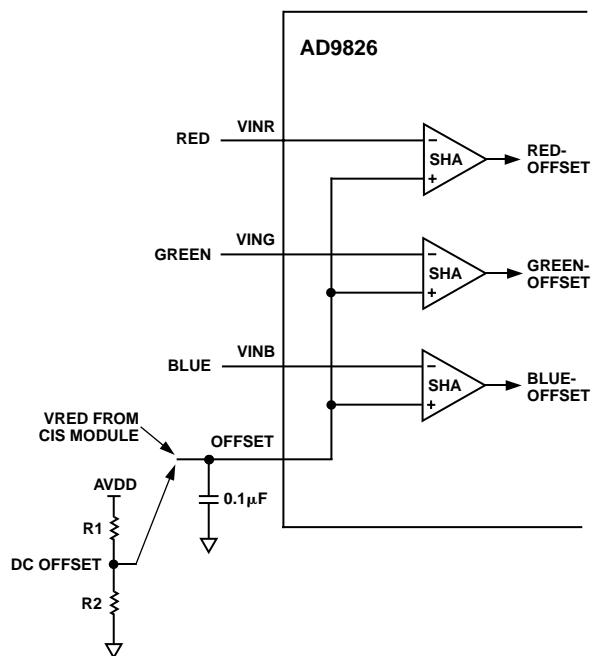 AD9826
VINR
RED
SHA
− +
RED-
OFFSET
VING
GREEN
SHA
− +
GREEN-
OFFSET
VINB
BLUE
SHA
− +
BLUE-
OFFSET
VRED FROM
CIS MODULE
OFFSET
AVDD
0.1μF
R1
DC OFFSET
R2